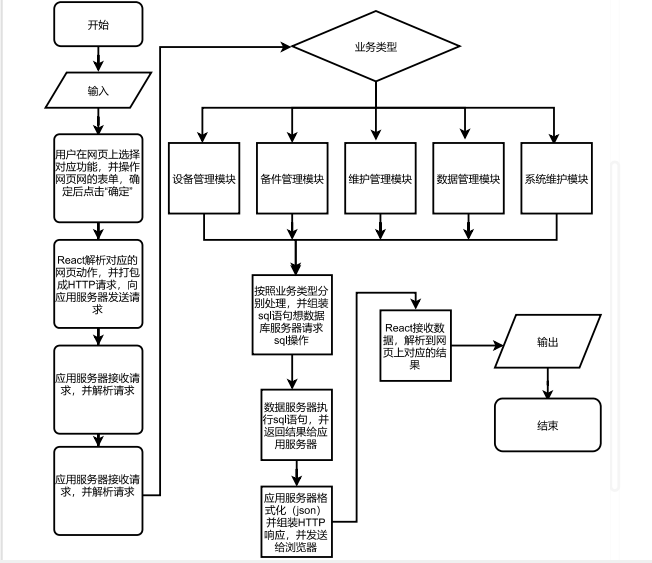 开始
输入
用户在网页上选择
对应功能，并操作
网页网的表单，确
定后点击“确定”
React解析对应的
网页动作，并打包
成HTTP请求，向
应用服务器发送请
求
应用服务器接收请
求，并解析请求
应用服务器接收请
求，并解析请求
业务类型
设备管理模块
备件管理模块
维护管理模块
数据管理模块
系统维护模块
按照业务类型分
别处理，并组装
sql语句想数据
库服务器请求
sql操作
数据服务器执
行sql语句，并
返回结果给应
用服务器
应用服务器格
式化（json）
并组装HTTP
响应，并发送
给浏览器
React接收数
据，解析到网
页上对应的结
果
输出
结束